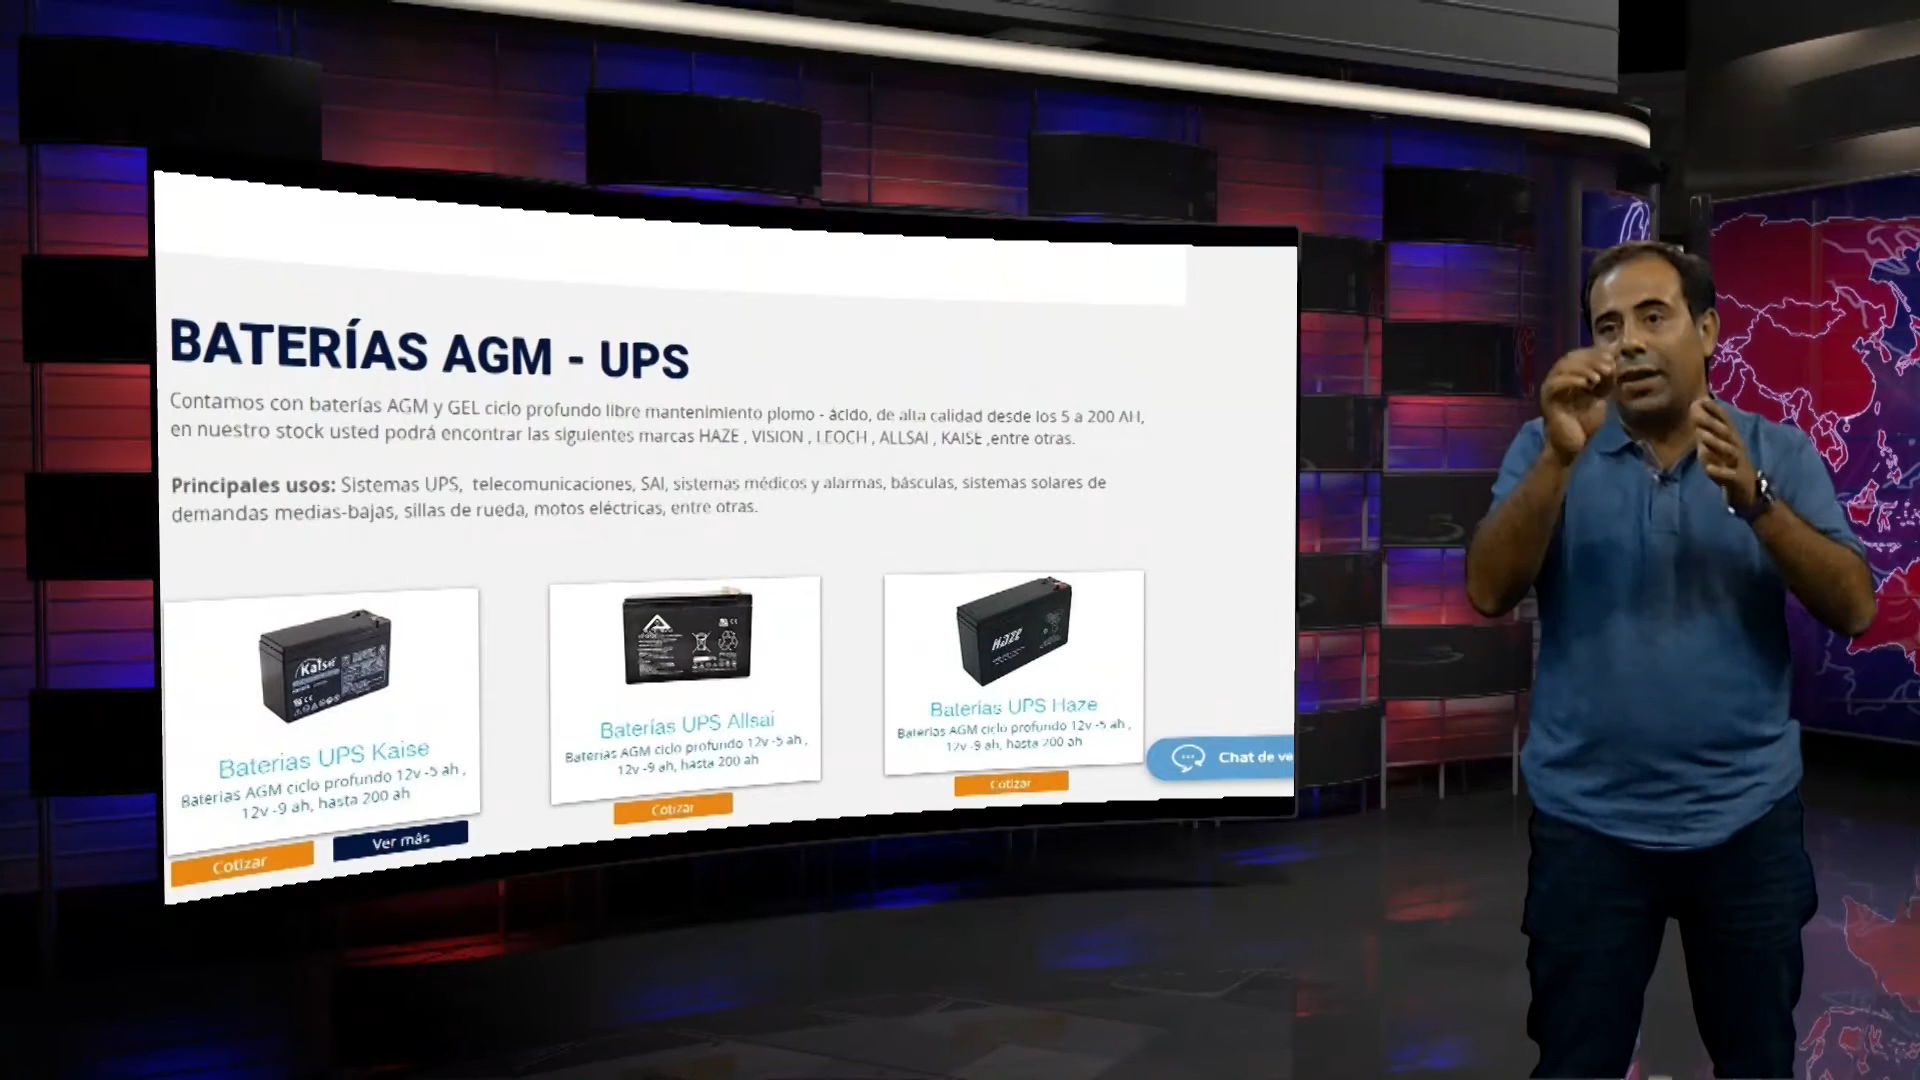 BATERÍAS AGM - UPS
Contamos con baterías AGM y GEL ciclo profundo libre mantenimiento plomo - ácido, de alta calidad desde los 5 a 200 AH,
en nuestro stock usted podrá encontrar las siguientes marcas HAZE , VISION , LEOCH , ALLSAI , KAISE ,entre otras.
Principales usos: Sistemas UPS, telecomunicaciones, SAI, sistemas médicos y alarmas, básculas, sistemas solares de
demandas medias-bajas, sillas de rueda, motos eléctricas, entre otras.
Kaise
HAZE
Baterias UPS Kaise
Baterias AGM ciclo profundo 12v -5 ah ,
12v -9 ah, hasta 200 ah
Cotizar
Ver más
Baterías UPS Allsai
Baterias AGM ciclo profundo 12v -5 ah ,
12v -9 ah, hasta 200 ah
Cotizar
Baterías UPS Haze
Baterias AGM ciclo profundo 12v -5 ah ,
12v -9 ah, hasta 200 ah
Cotizar
Chat de ve